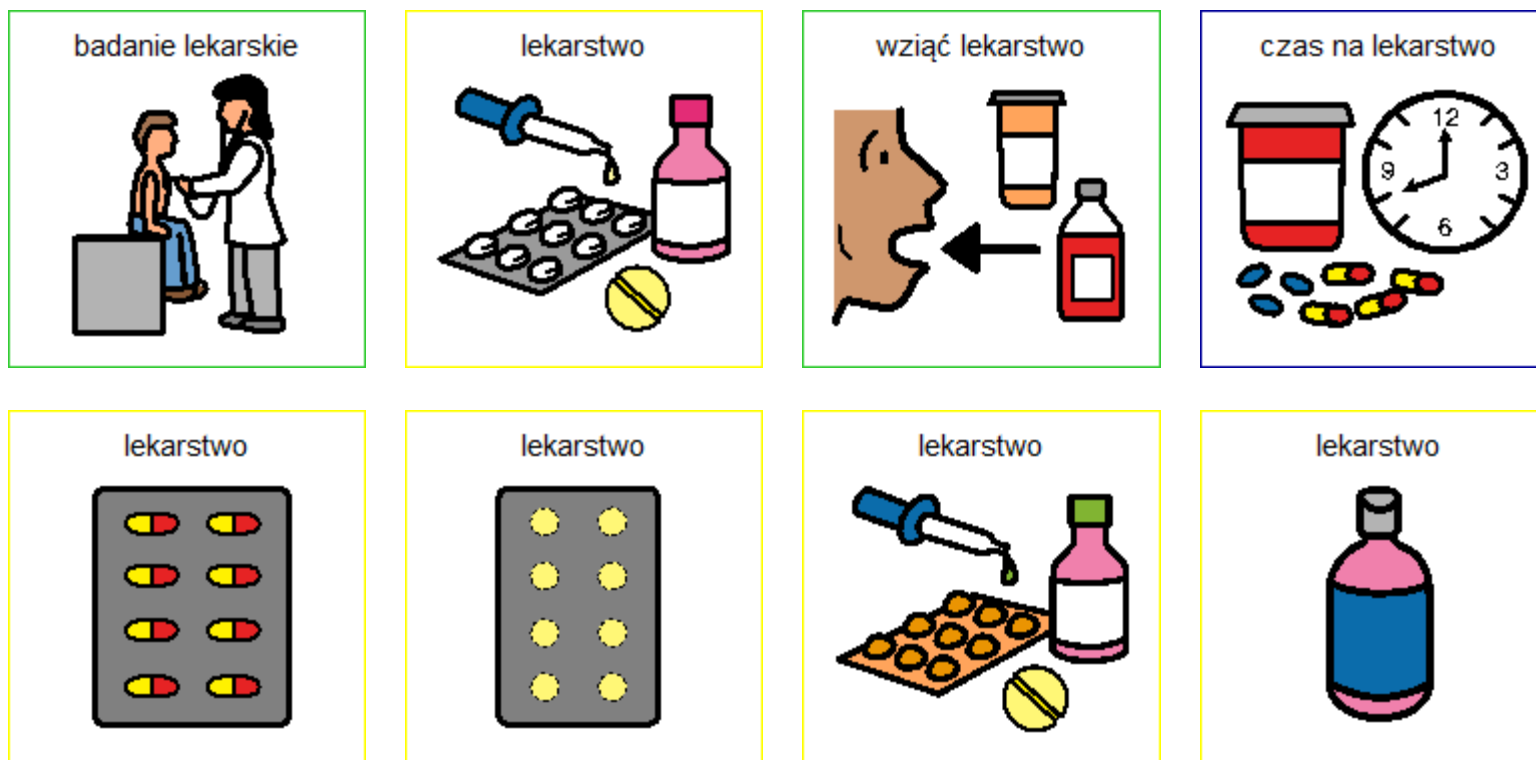 badanie lekarskie
lekarstwo
wziąć lekarstwo
czas na lekarstwo
12
9
3
6
lekarstwo
lekarstwo
lekarstwo
lekarstwo